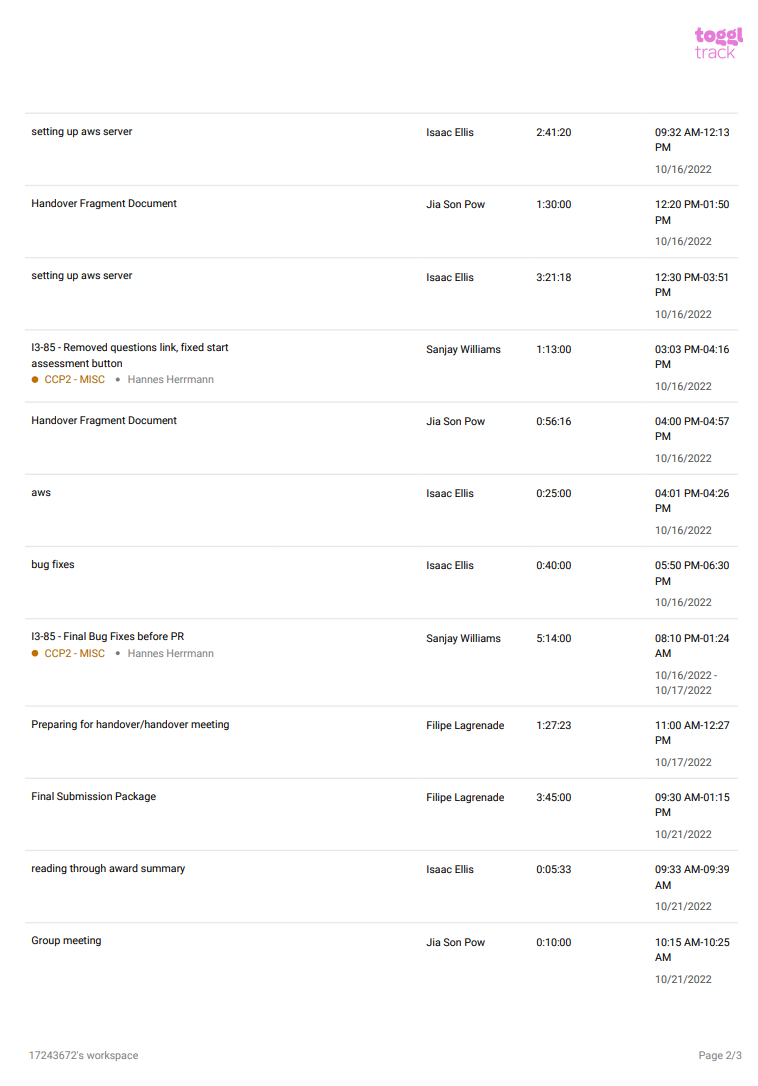 toggl
track
setting up aws server Isaac Ellis 2:41:20 09:32 AM-12:13
PM
10/16/2022
Handover Fragment Document Jia Son Pow 1:30:00 12:20 PM-01:50
PM
10/16/2022
setting up aws server Isaac Ellis 3:21:18 12:30 PM-03:51
PM
10/16/2022
I3-85 - Removed questions link, fixed start Sanjay Williams 1:13:00 03:03 PM-04:16
assessment button PM
● CCP2 - MISC • Hannes Herrmann 10/16/2022
Handover Fragment Document Jia Son Pow 0:56:16 04:00 PM-04:57
PM
10/16/2022
aws Isaac Ellis 0:25:00 04:01 PM-04:26
PM
10/16/2022
bug fixes Isaac Ellis 0:40:00 05:50 PM-06:30
PM
10/16/2022
I3-85 - Final Bug Fixes before PR Sanjay Williams 5:14:00 08:10 PM-01:24
● CCP2 - MISC • Hannes Herrmann AM
10/16/2022 -
10/17/2022
Preparing for handover/handover meeting Filipe Lagrenade 1:27:23 11:00 AM-12:27
PM
10/17/2022
Final Submission Package Filipe Lagrenade 3:45:00 09:30 AM-01:15
PM
10/21/2022
reading through award summary Isaac Ellis 0:05:33 09:33 AM-09:39
AM
10/21/2022
Group meeting Jia Son Pow 0:10:00 10:15 AM-10:25
AM
10/21/2022
17243672's workspace Page 2/3